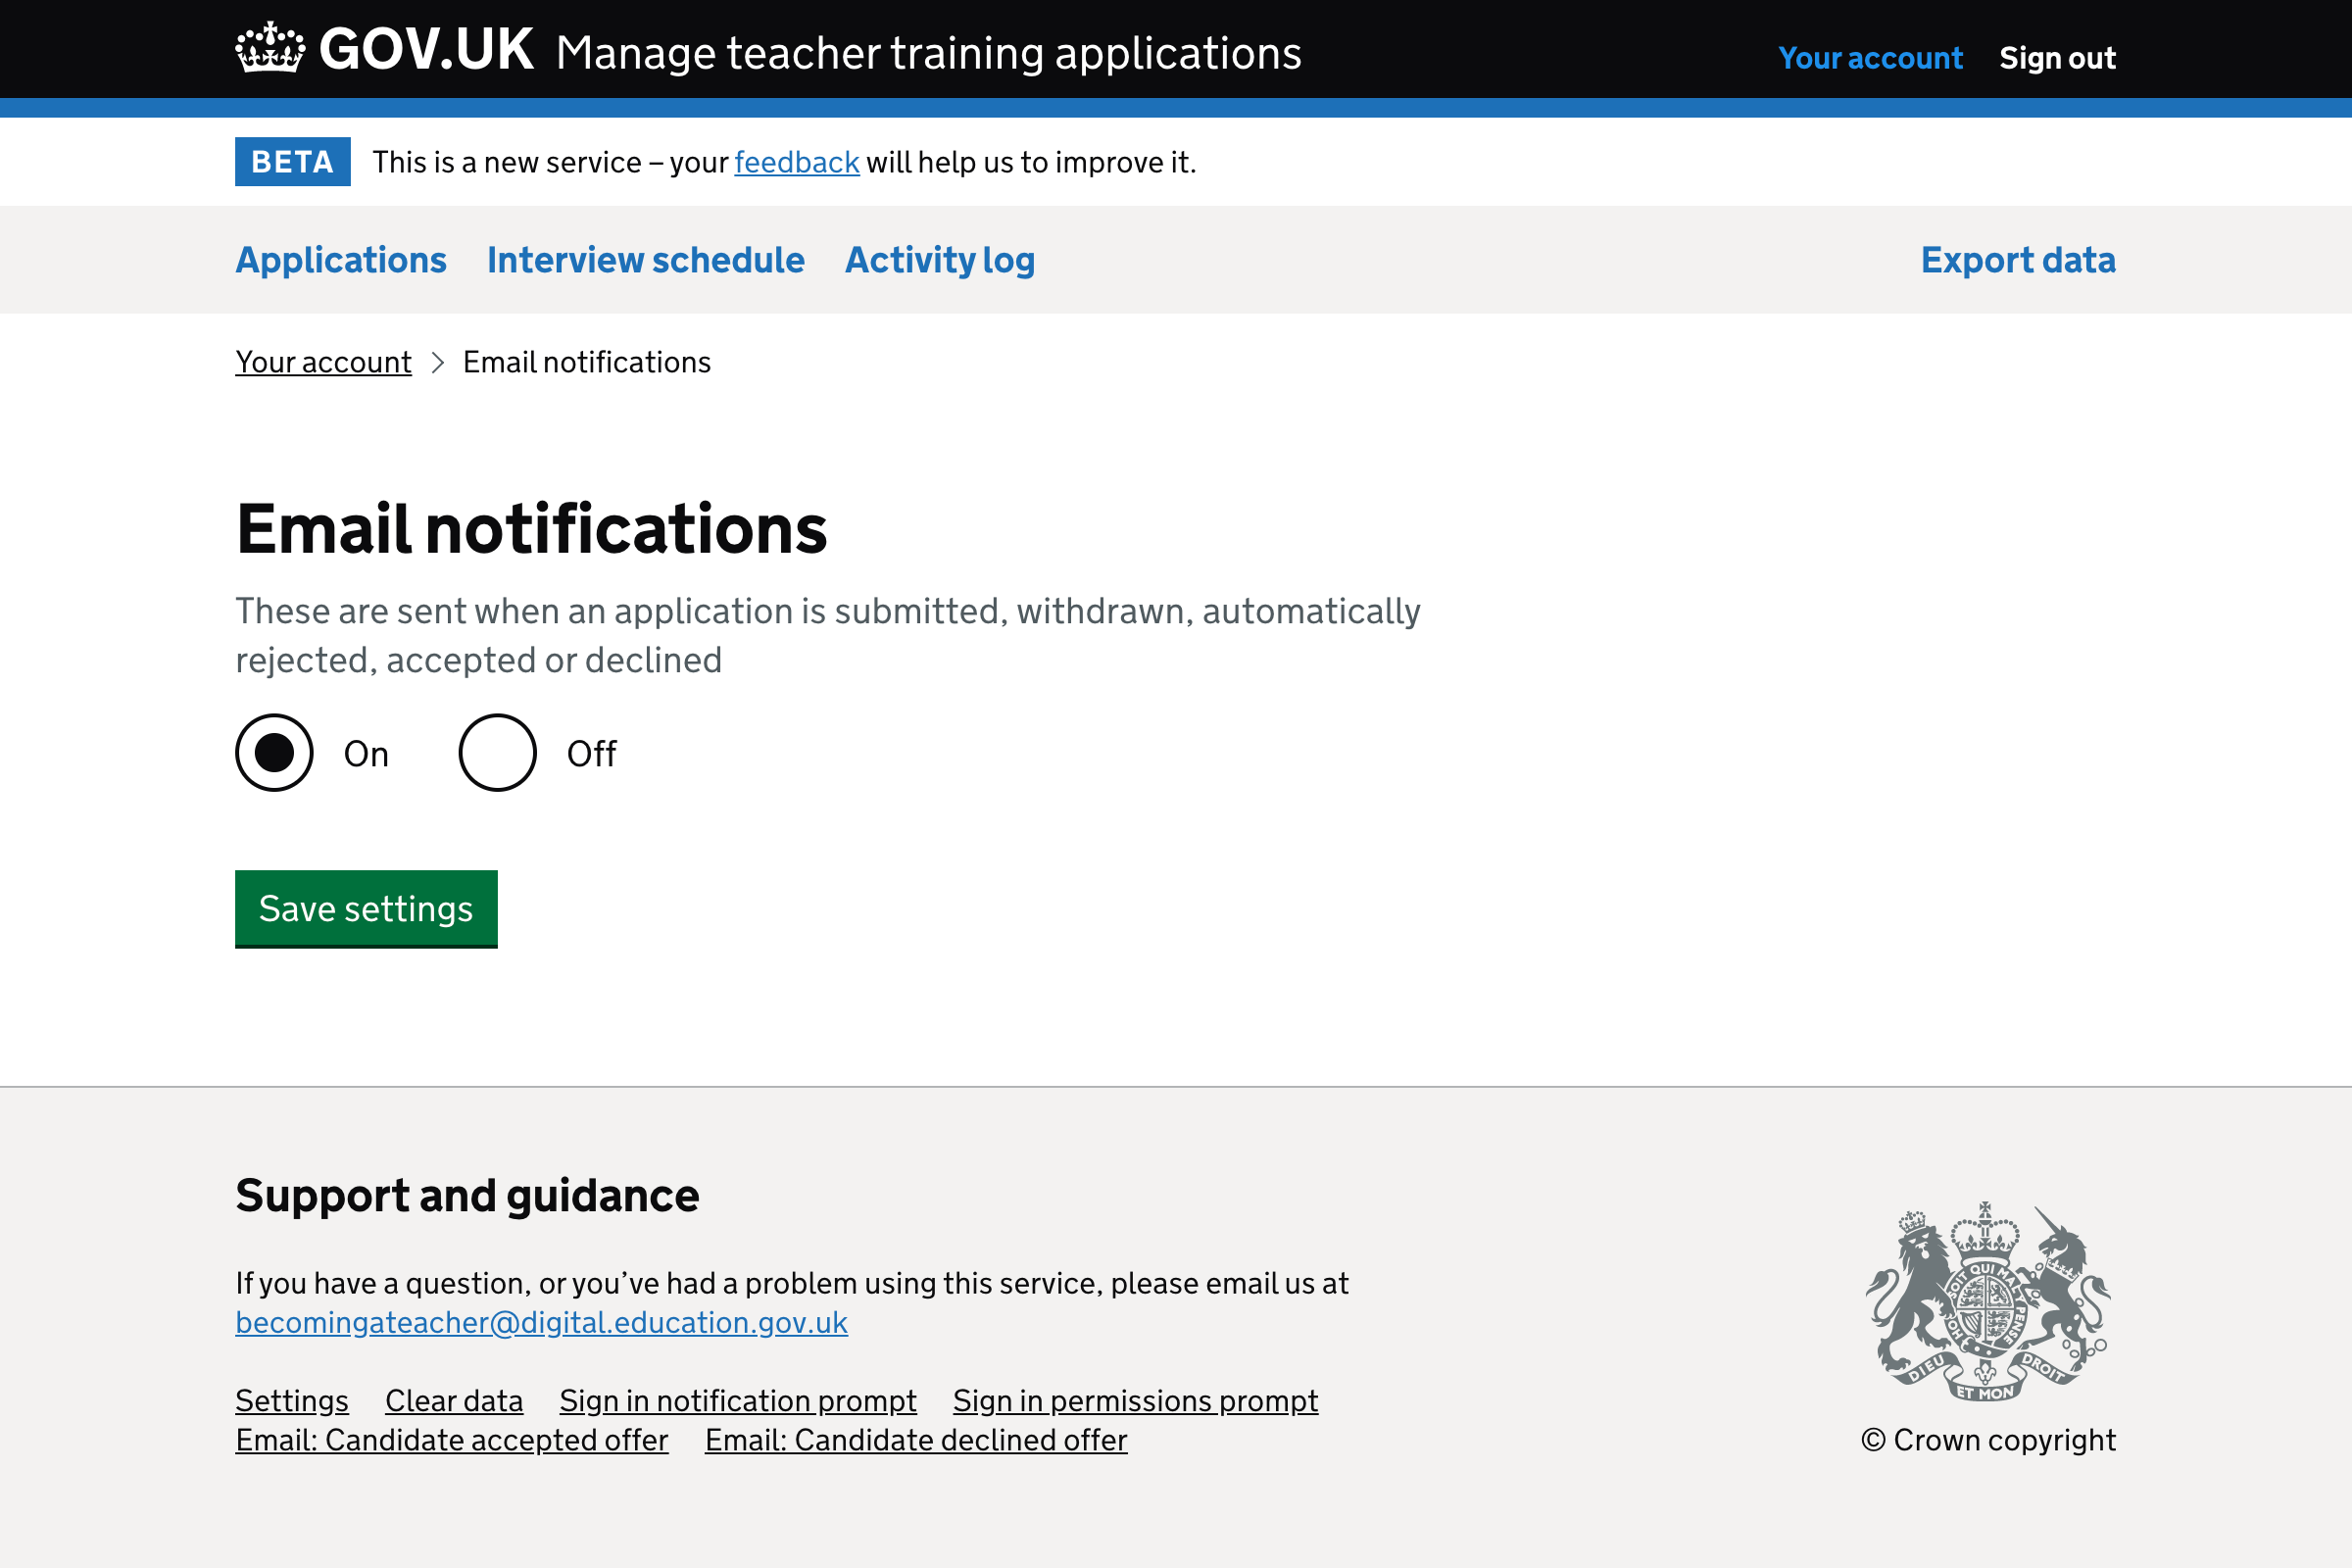 GOV.UK Manage teacher training applications
Your account Sign out
BETA This is a new service – your feedback will help us to improve it.
Applications Interview schedule Activity log Export data
Your account Email notifications
Email notifications
These are sent when an application is submitted, withdrawn, automatically
rejected, accepted or declined
On Off
Save settings
Support and guidance
If you have a question, or you’ve had a problem using this service, please email us at
becomingateacher@digital.education.gov.uk
Settings Clear data Sign in notification prompt Sign in permissions prompt
Email: Candidate accepted offer Email: Candidate declined offer
DIEU ET MON DROIT
© Crown copyright